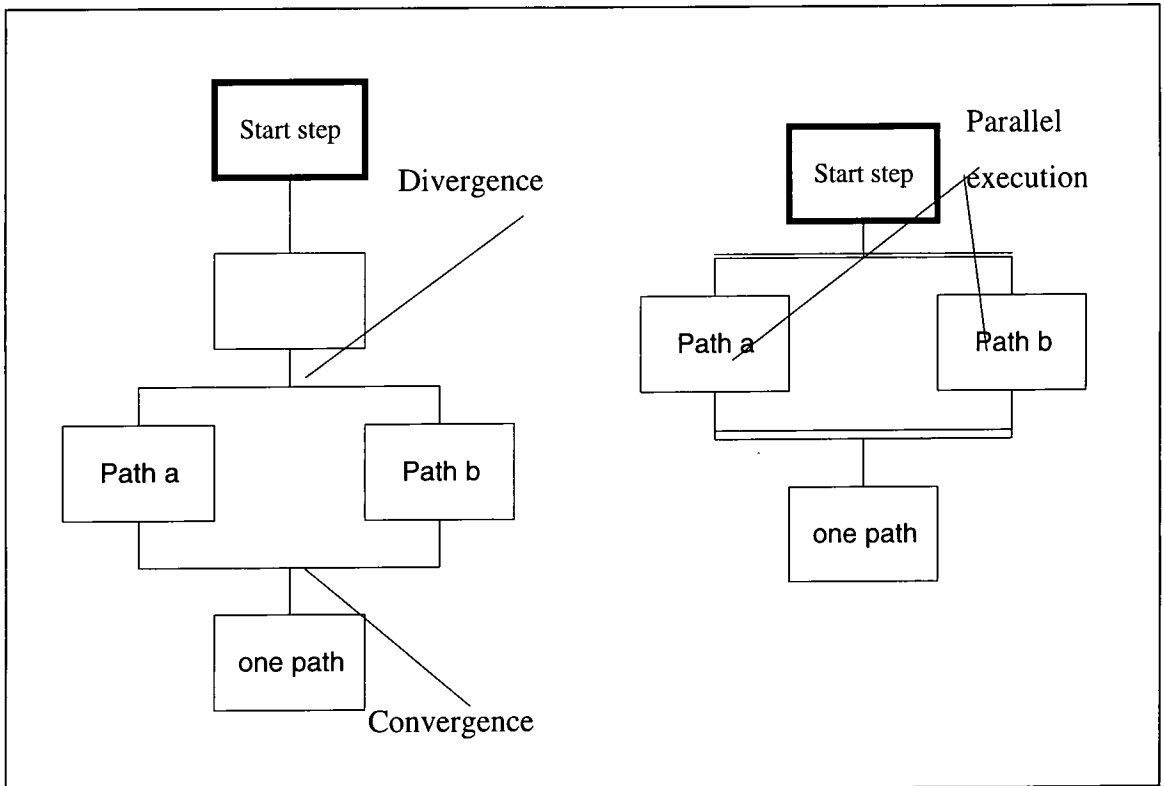 Start step
Divergence
Path a
Path b
one path
Convergence
Parallel
execution
Start step
Path a
Path b
one path